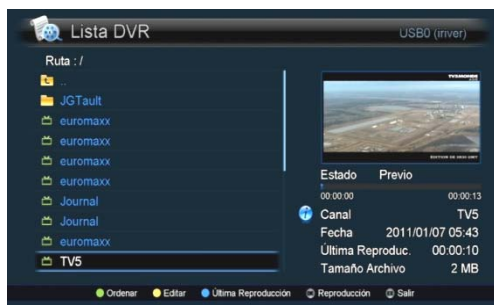 Lista DVR
USB0 (iriver)
Ruta : /
..
JGTault
euromaxx
euromaxx
euromaxx
euromaxx
Journal
Journal
euromaxx
TV5
TV5MONDE
Estado Previo
00:00:00 00:00:13
Canal TV5
Fecha 2011/01/07 05:43
Última Reproduc. 00:00:10
Tamaño Archivo 2 MB
Ordenar Editar Última Reproducción Reproducción Salir